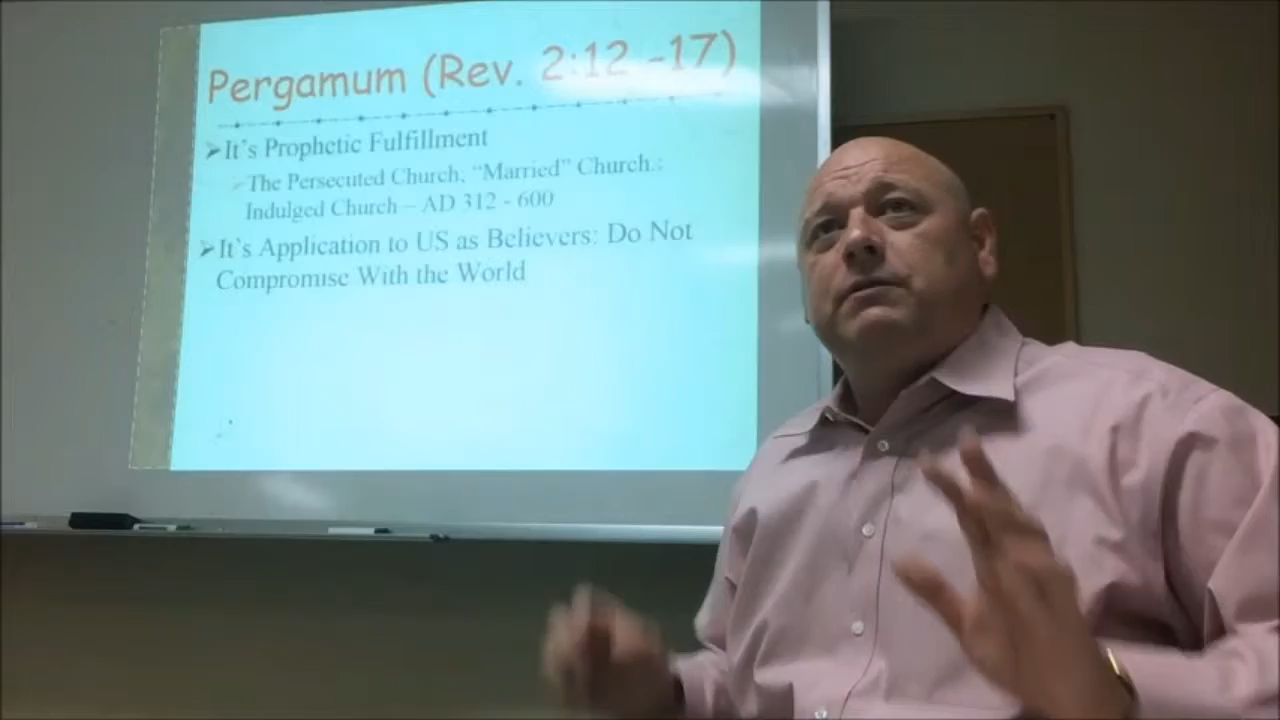 Pergamum (Rev. 2:12 -17)
➢It's Prophetic Fulfillment
➢The Persecuted Church; “Married” Church.:
Indulged Church – AD 312 - 600
➢It's Application to US as Believers: Do Not
Compromise With the World